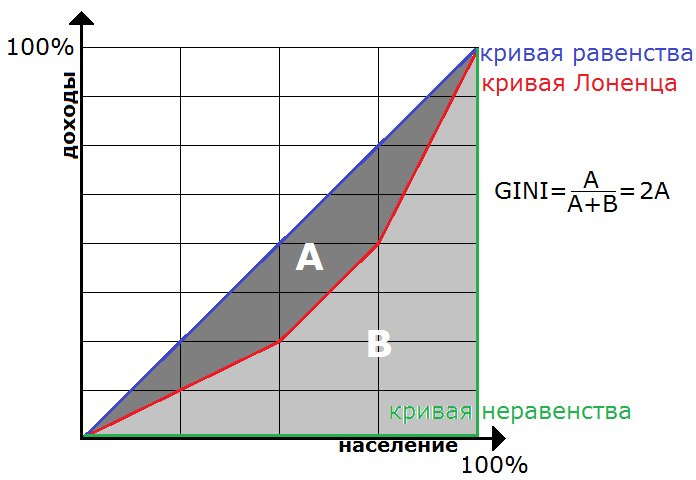 100%
доходы
кривая равенства
кривая Лоненца
GINI= A/A+B = 2A
A
B
кривая неравенства
население
100%